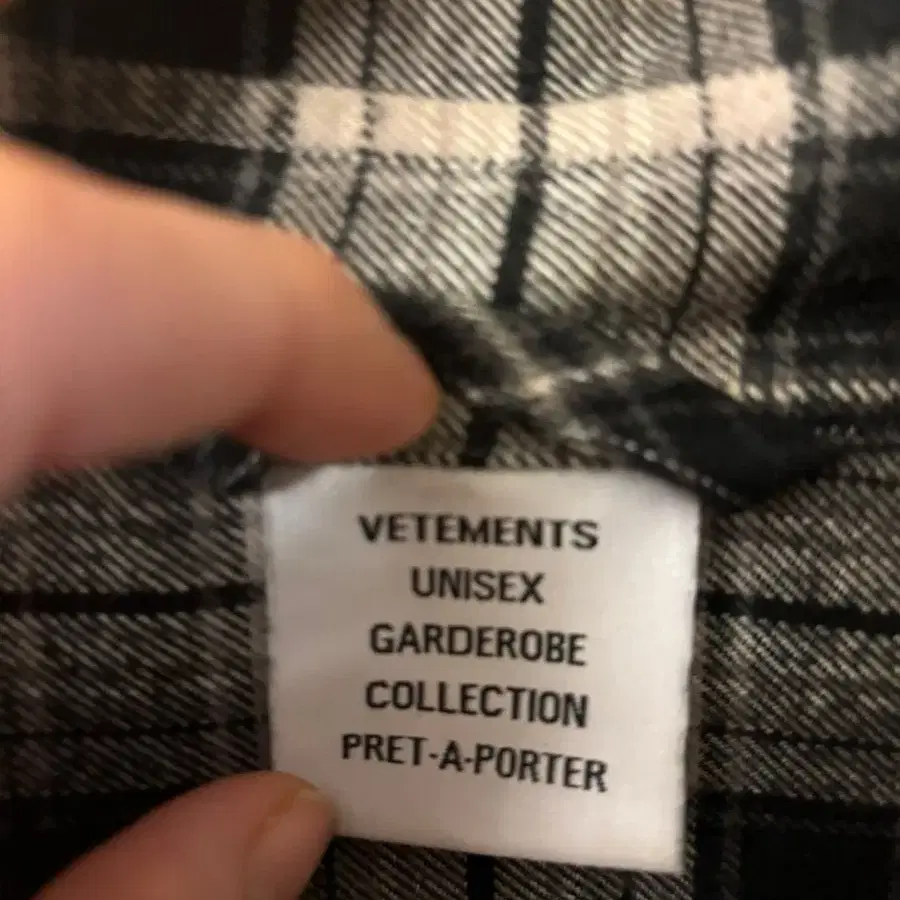 VETEMENTS
UNISEX
GARDEROBE
COLLECTION
PRET-A-PORTER